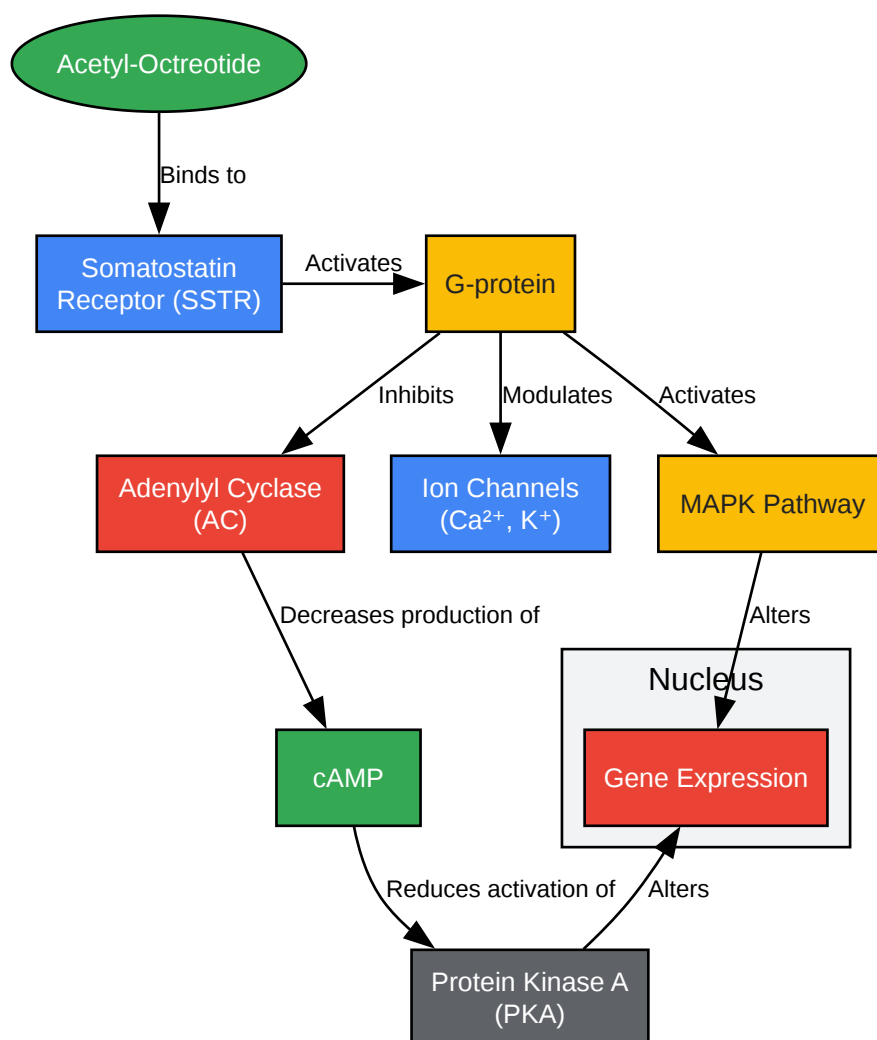 Acetyl-Octreotide
Binds to
Somatostatin
Receptor (SSTR)
Activates
G-protein
Inhibits
Modulates
Activates
Adenylyl Cyclase
(AC)
Ion Channels
(Ca²⁺, K⁺)
MAPK Pathway
Decreases production of
Alters
Nucleus
cAMP
Gene Expression
Reduces activation of
Alters
Protein Kinase A
(PKA)